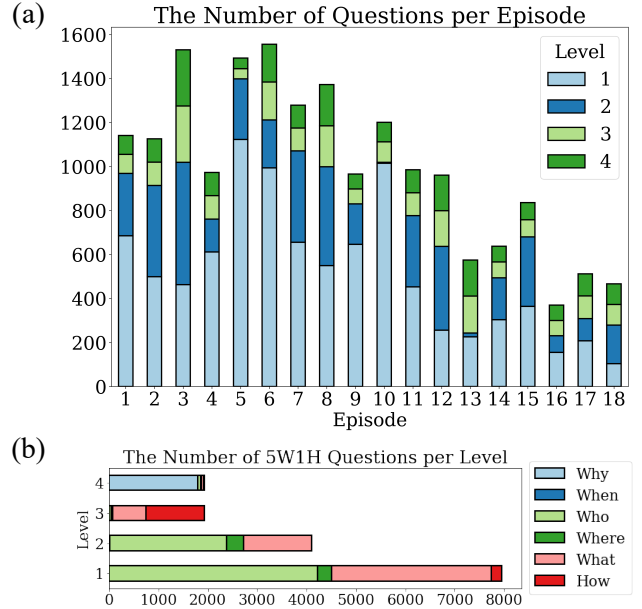 (a)
The Number of Questions per Episode
1600
1400
1200
1000
800
600
400
200
0
Level
1
2
3
4
1 2 3 4 5 6 7 8 9 10 11 12 13 14 15 16 17 18
Episode
(b)
The Number of 5W1H Questions per Level
Level
4
3
2
1
0 1000 2000 3000 4000 5000 6000 7000 8000
Why
When
Who
Where
What
How